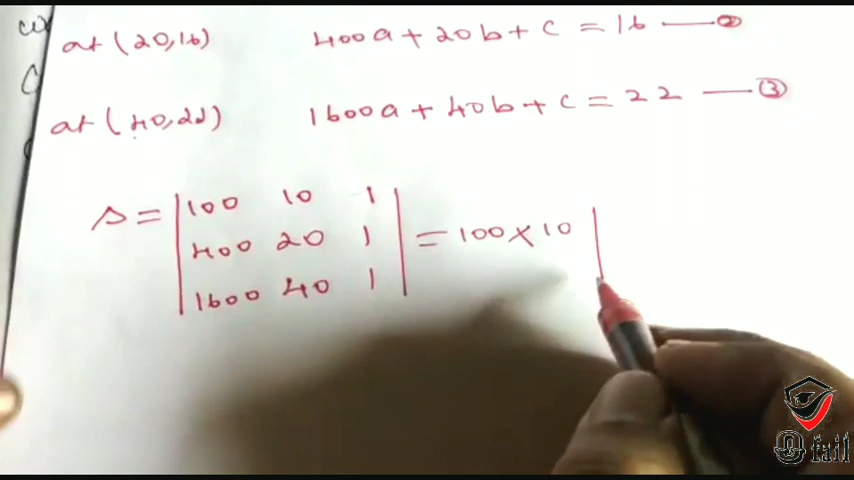 at (20,16) 400a + 20b + c = 16 —— ②
at (40,22) 1600a + 40b + c = 22 —— ③
Δ = | 100 10 1 |
| 400 20 1 | = 100 × 10 |
| 1600 40 1 |
fail